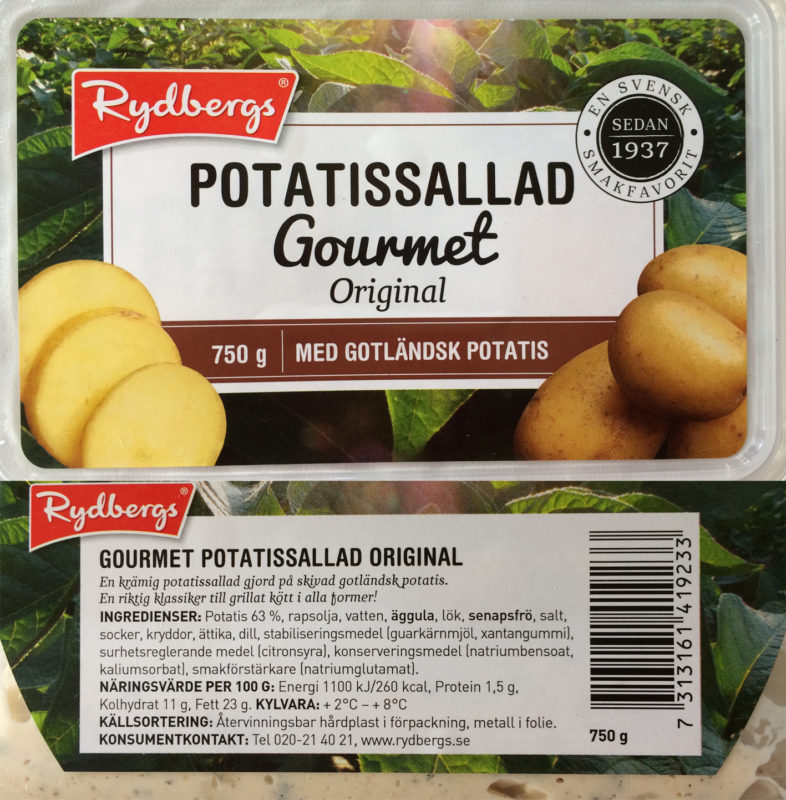 Rydbergs®
EN SVENSK
SEDAN
1937
SMAKFAVORIT
POTATISSALLAD
Gourmet
Original
750 g | MED GOTLÄNDSK POTATIS
Rydbergs®
GOURMET POTATISSALLAD ORIGINAL
En krämig potatissallad gjord på skivad gotländsk potatis.
En riktig klassiker till grillat kött i alla former!
INGREDIENSER: Potatis 63 %, rapsolja, vatten, äggula, lök, senapsfrö, salt,
socker, kryddor, ättika, dill, stabiliseringsmedel (guarkärnmjöl, xantangummi),
surhetsreglerande medel (citronsyra), konserveringsmedel (natriumbensoat,
kaliumsorbat), smakförstärkare (natriumglutamat).
NÄRINGSVÄRDE PER 100 G: Energi 1100 kJ/260 kcal, Protein 1,5 g,
Kolhydrat 11 g, Fett 23 g. KYLVARA: + 2°C – + 8°C
KÄLLSORTERING: Återvinningsbar hårdplast i förpackning, metall i folie.
KONSUMENTKONTAKT: Tel 020-21 40 21, www.rydbergs.se
750 g
7 313161 419233